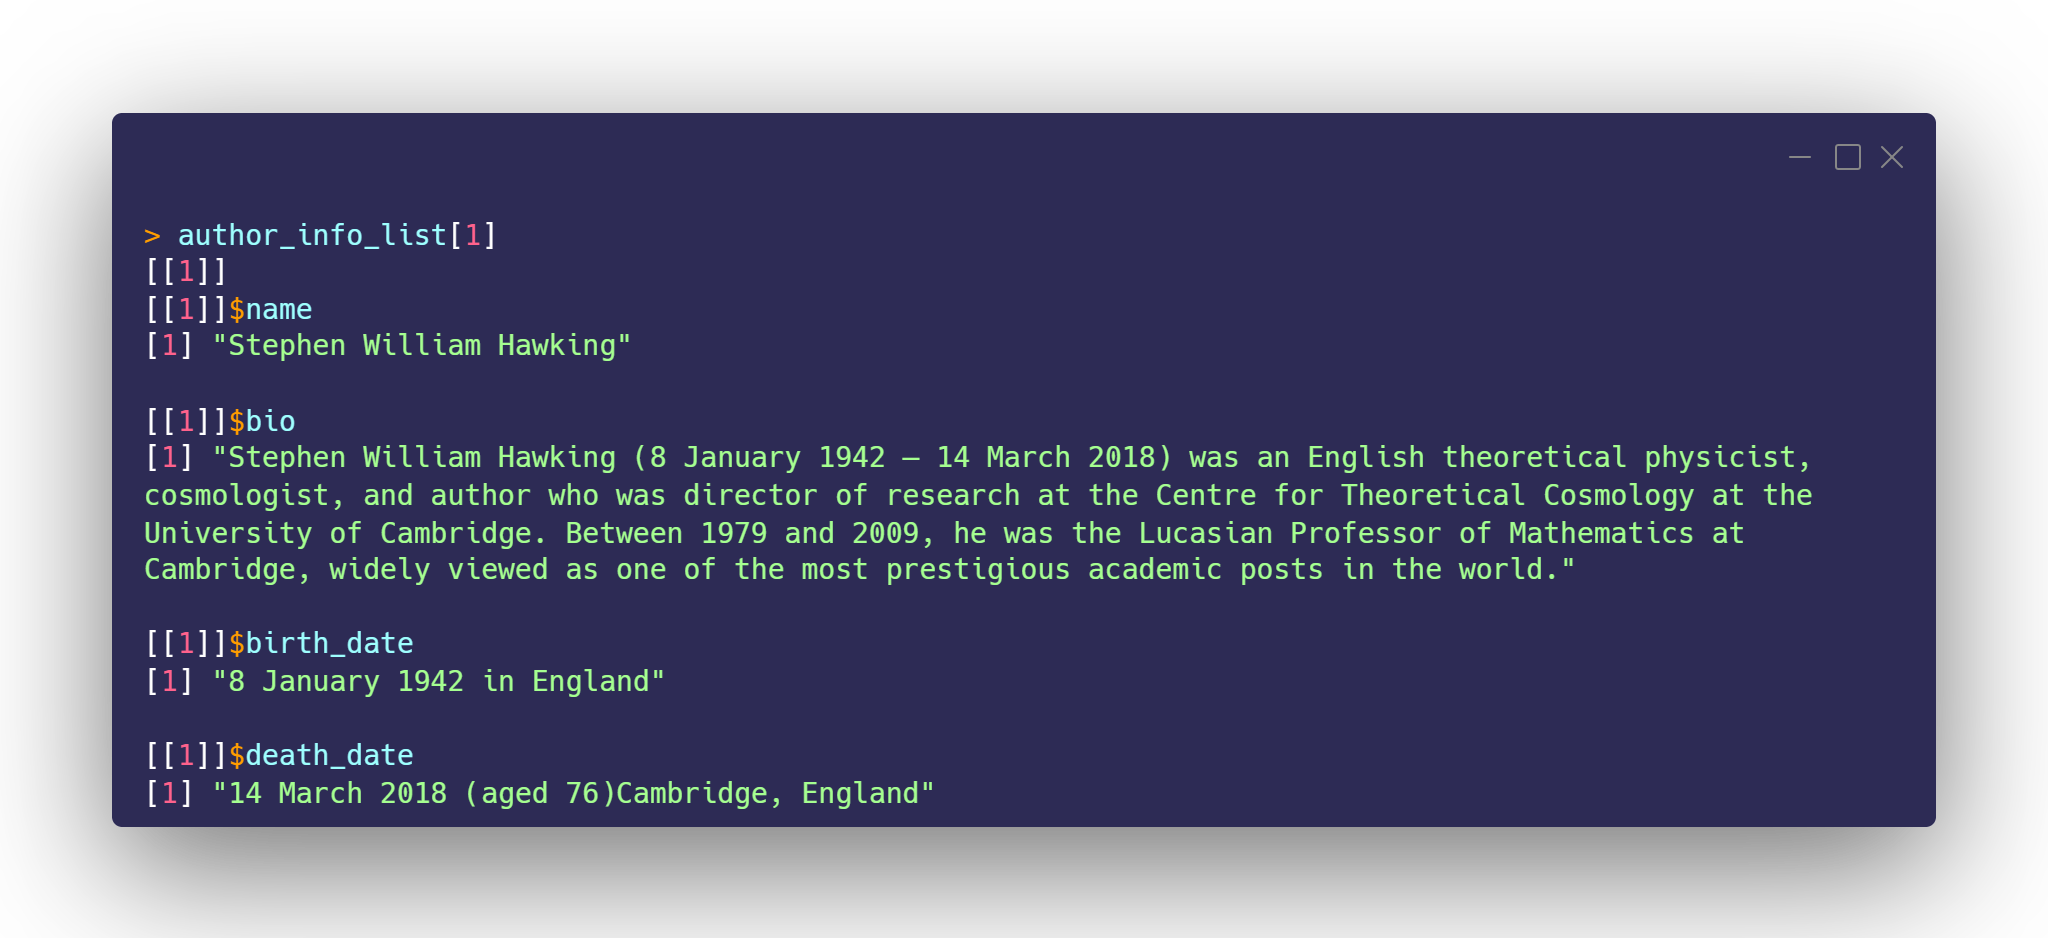 > author_info_list[1]
[[1]]
[[1]]$name
[1] "Stephen William Hawking"
[[1]]$bio
[1] "Stephen William Hawking (8 January 1942 – 14 March 2018) was an English theoretical physicist,
cosmologist, and author who was director of research at the Centre for Theoretical Cosmology at the
University of Cambridge. Between 1979 and 2009, he was the Lucasian Professor of Mathematics at
Cambridge, widely viewed as one of the most prestigious academic posts in the world."
[[1]]$birth_date
[1] "8 January 1942 in England"
[[1]]$death_date
[1] "14 March 2018 (aged 76)Cambridge, England"